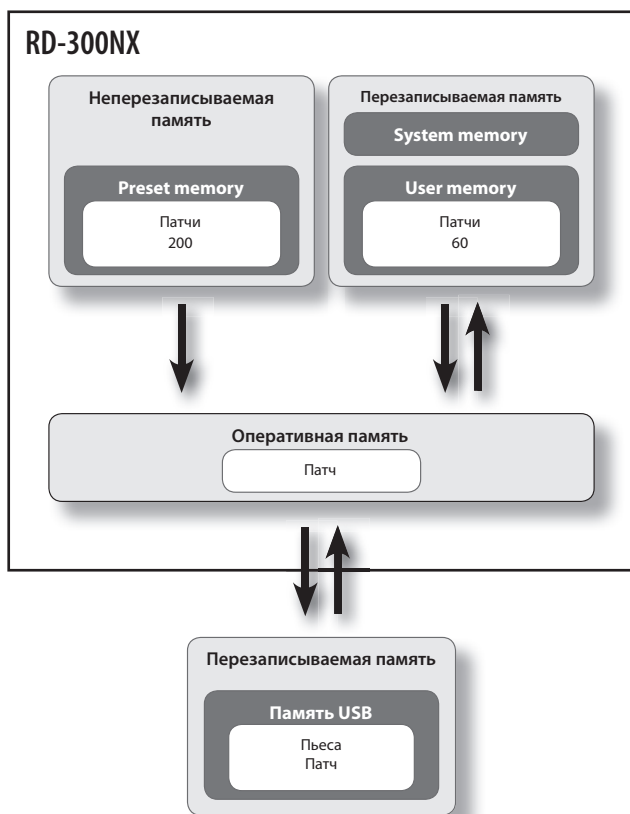 RD-300NX
Неперезаписываемая
память
Preset memory
Патчи
200
Перезаписываемая память
System memory
User memory
Патчи
60
Оперативная память
Патч
Перезаписываемая память
Память USB
Пьеса
Патч